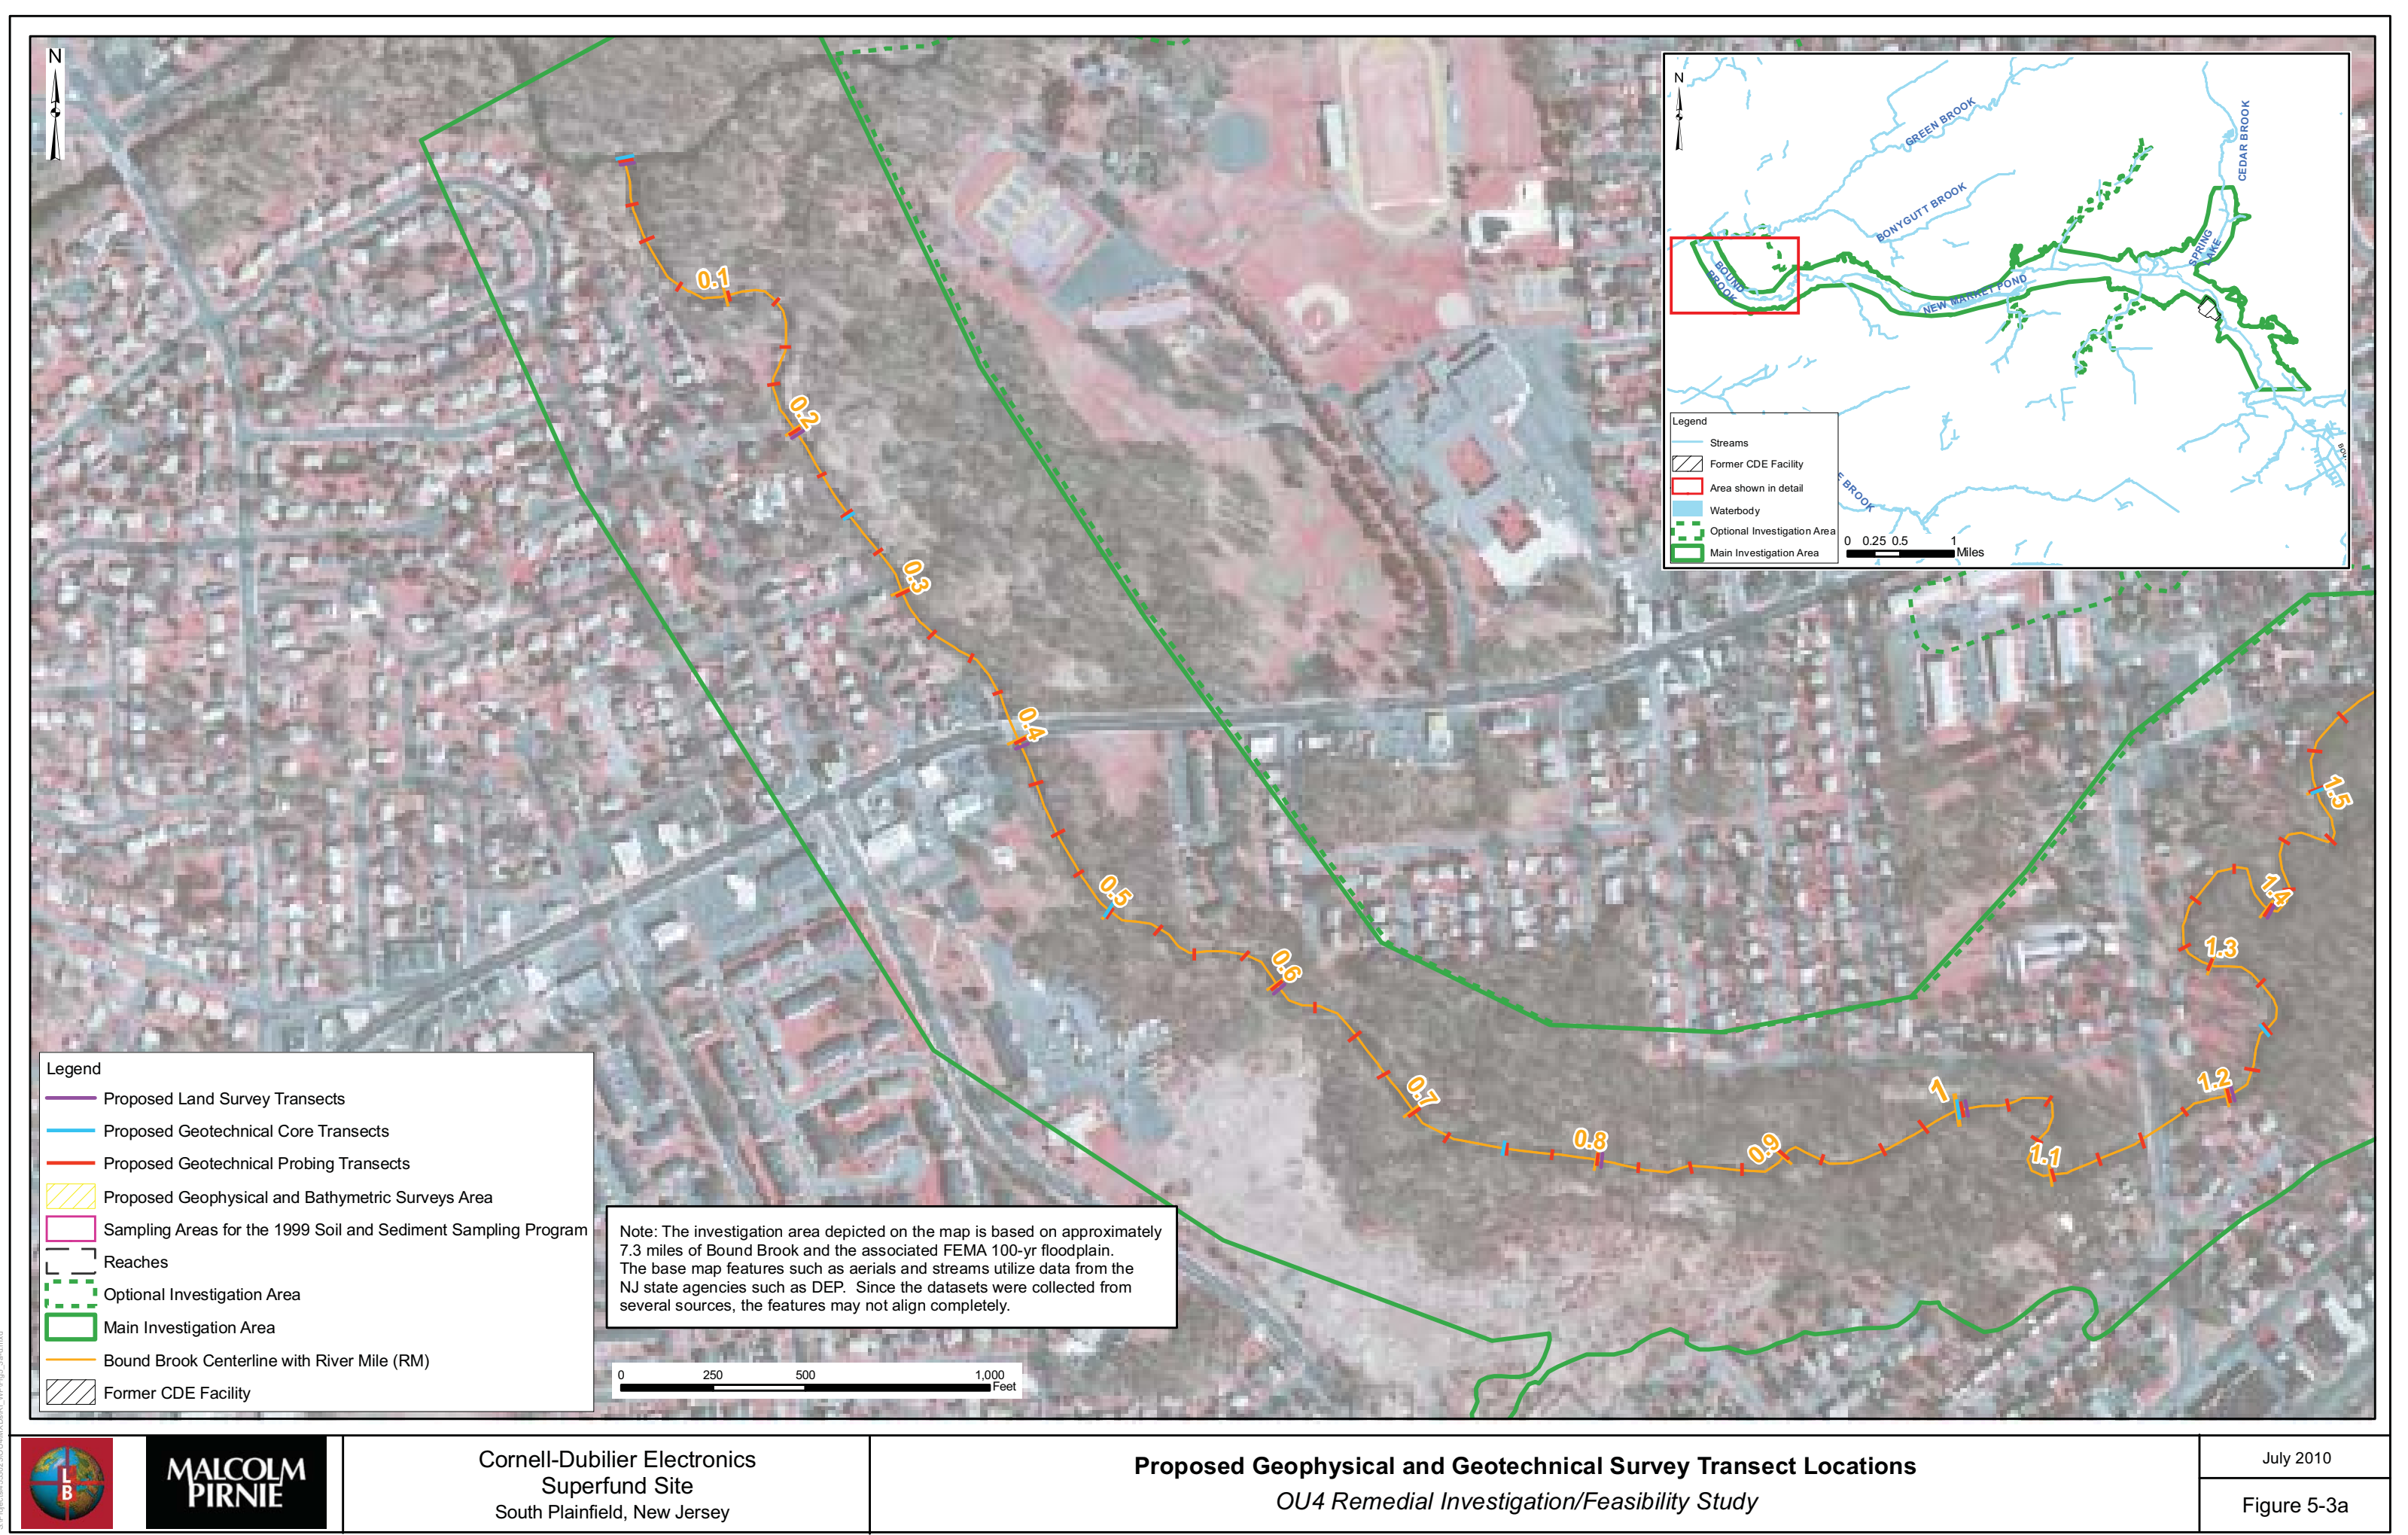 N
0.1
0.2
0.3
0.4
0.5
0.6
0.7
0.8
0.9
1
1.1
1.2
1.3
1.4
1.5
N
GREEN BROOK
BONYGUTT BROOK
CEDAR BROOK
SPRING
LAKE
BOUND
BROOK
NEW MARKET POND
E BROOK
Legend
Streams
Former CDE Facility
Area shown in detail
Waterbody
Optional Investigation Area
Main Investigation Area
0 0.25 0.5 1
Miles
Legend
Proposed Land Survey Transects
Proposed Geotechnical Core Transects
Proposed Geotechnical Probing Transects
Proposed Geophysical and Bathymetric Surveys Area
Sampling Areas for the 1999 Soil and Sediment Sampling Program
Reaches
Optional Investigation Area
Main Investigation Area
Bound Brook Centerline with River Mile (RM)
Former CDE Facility
Note: The investigation area depicted on the map is based on approximately
7.3 miles of Bound Brook and the associated FEMA 100-yr floodplain.
The base map features such as aerials and streams utilize data from the
NJ state agencies such as DEP. Since the datasets were collected from
several sources, the features may not align completely.
0 250 500 1,000
Feet
L
B
MALCOLM
PIRNIE
Cornell-Dubilier Electronics
Superfund Site
South Plainfield, New Jersey
Proposed Geophysical and Geotechnical Survey Transect Locations
OU4 Remedial Investigation/Feasibility Study
July 2010
Figure 5-3a